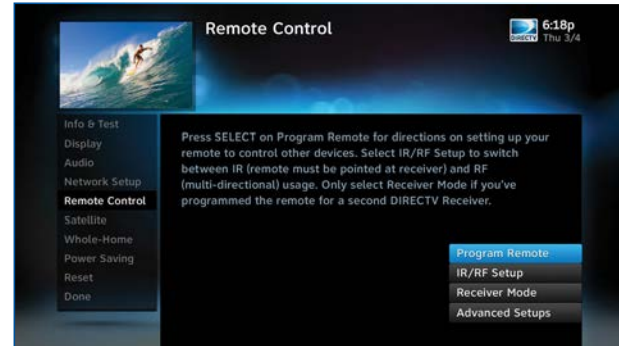 Remote Control
6:18p
DIRECTV Thu 3/4
Info & Test
Display
Audio
Network Setup
Remote Control
Satellite
Whole-Home
Power Saving
Reset
Done
Press SELECT on Program Remote for directions on setting up your
remote to control other devices. Select IR/RF Setup to switch
between IR (remote must be pointed at receiver) and RF
(multi-directional) usage. Only select Receiver Mode if you've
programmed the remote for a second DIRECTV Receiver.
Program Remote
IR/RF Setup
Receiver Mode
Advanced Setups